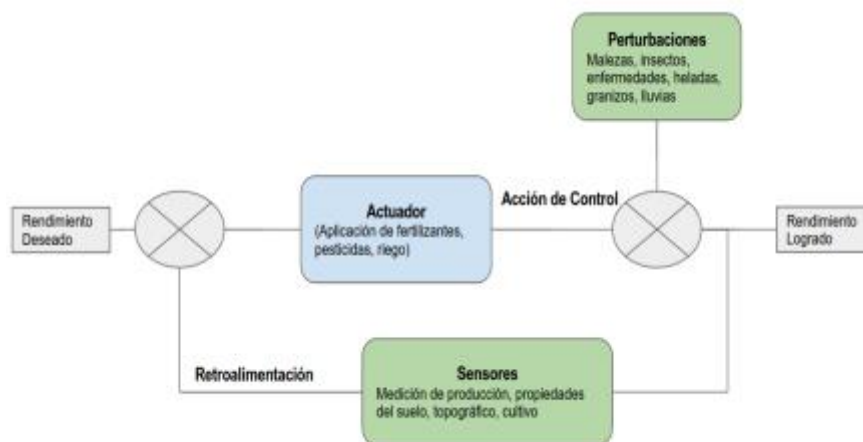 Perturbaciones
Malezas, insectos,
enfermedades, heladas,
granizos, lluvias
Rendimiento
Deseado
Actuador
(Aplicación de fertilizantes,
pesticidas, riego)
Acción de Control
Rendimiento
Logrado
Retroalimentación
Sensores
Medición de producción, propiedades
del suelo, topográfico, cultivo